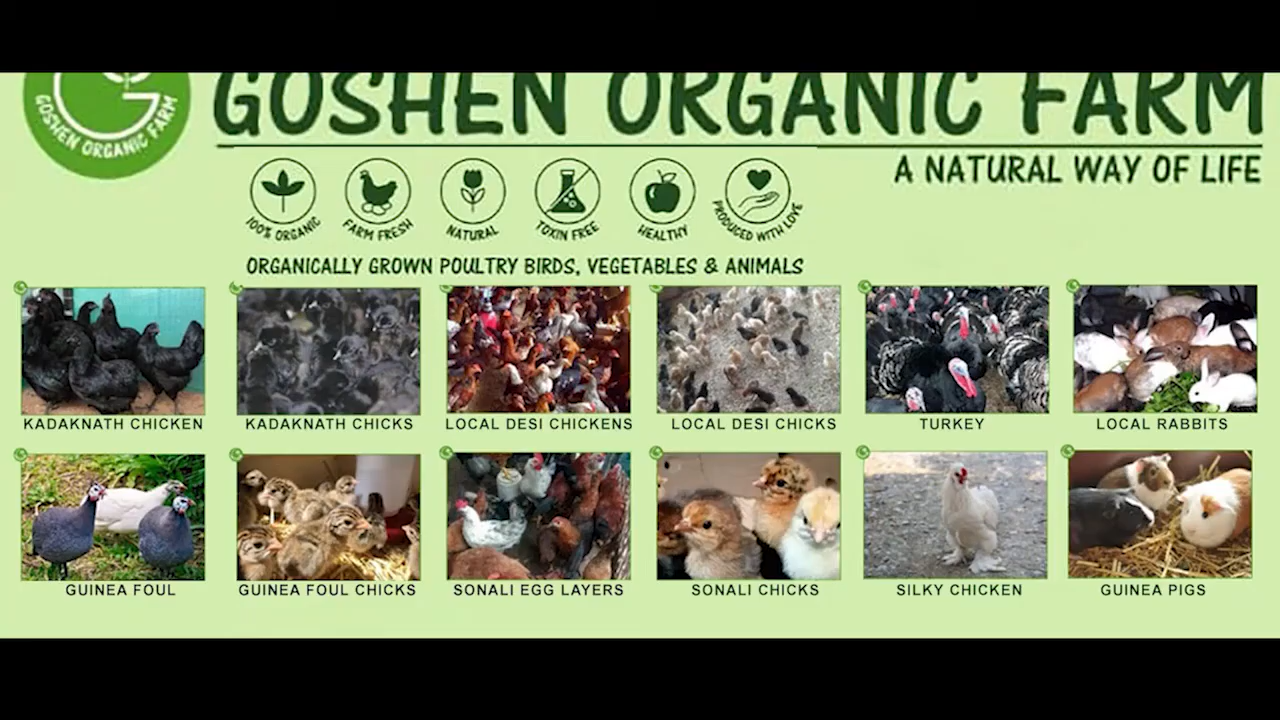 GOSHEN ORGANIC FARM
GOSHEN ORGANIC FARM
A NATURAL WAY OF LIFE
100% ORGANIC
FARM FRESH
NATURAL
TOXIN FREE
HEALTHY
PRODUCED WITH LOVE
ORGANICALLY GROWN POULTRY BIRDS, VEGETABLES & ANIMALS
KADAKNATH CHICKEN
KADAKNATH CHICKS
LOCAL DESI CHICKENS
LOCAL DESI CHICKS
TURKEY
LOCAL RABBITS
GUINEA FOUL
GUINEA FOUL CHICKS
SONALI EGG LAYERS
SONALI CHICKS
SILKY CHICKEN
GUINEA PIGS